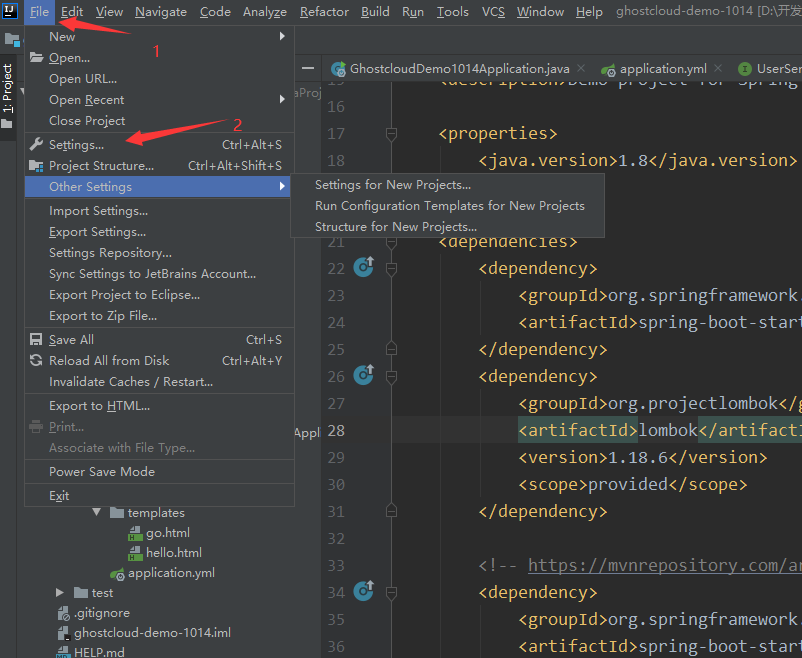 File Edit View Navigate Code Analyze Refactor Build Run Tools VCS Window Help ghostcloud-demo-1014 [D:\开发
1
2
1: Project
New
Open...
Open URL...
Open Recent
Close Project
Settings... Ctrl+Alt+S
Project Structure... Ctrl+Alt+Shift+S
Other Settings
Import Settings...
Export Settings...
Settings Repository...
Sync Settings to JetBrains Account...
Export Project to Eclipse...
Export to Zip File...
Save All Ctrl+S
Reload All from Disk Ctrl+Alt+Y
Invalidate Caches / Restart...
Export to HTML...
Print...
Associate with File Type...
Power Save Mode
Exit
Settings for New Projects...
Run Configuration Templates for New Projects
Structure for New Projects...
templates
go.html
hello.html
application.yml
test
.gitignore
ghostcloud-demo-1014.iml
HELP.md
GhostcloudDemo1014Application.java application.yml UserSer
16
17 <properties>
18 <java.version>1.8</java.version>
21 <dependencies>
22 <dependency>
23 <groupId>org.springframework.
24 <artifactId>spring-boot-start
25 </dependency>
26 <dependency>
27 <groupId>org.projectlombok</g
28 <artifactId>lombok</artifactI
29 <version>1.18.6</version>
30 <scope>provided</scope>
31 </dependency>
32
33 <!-- https://mvnrepository.com/ar
34 <dependency>
35 <groupId>org.springframework.
36 <artifactId>spring-boot-start